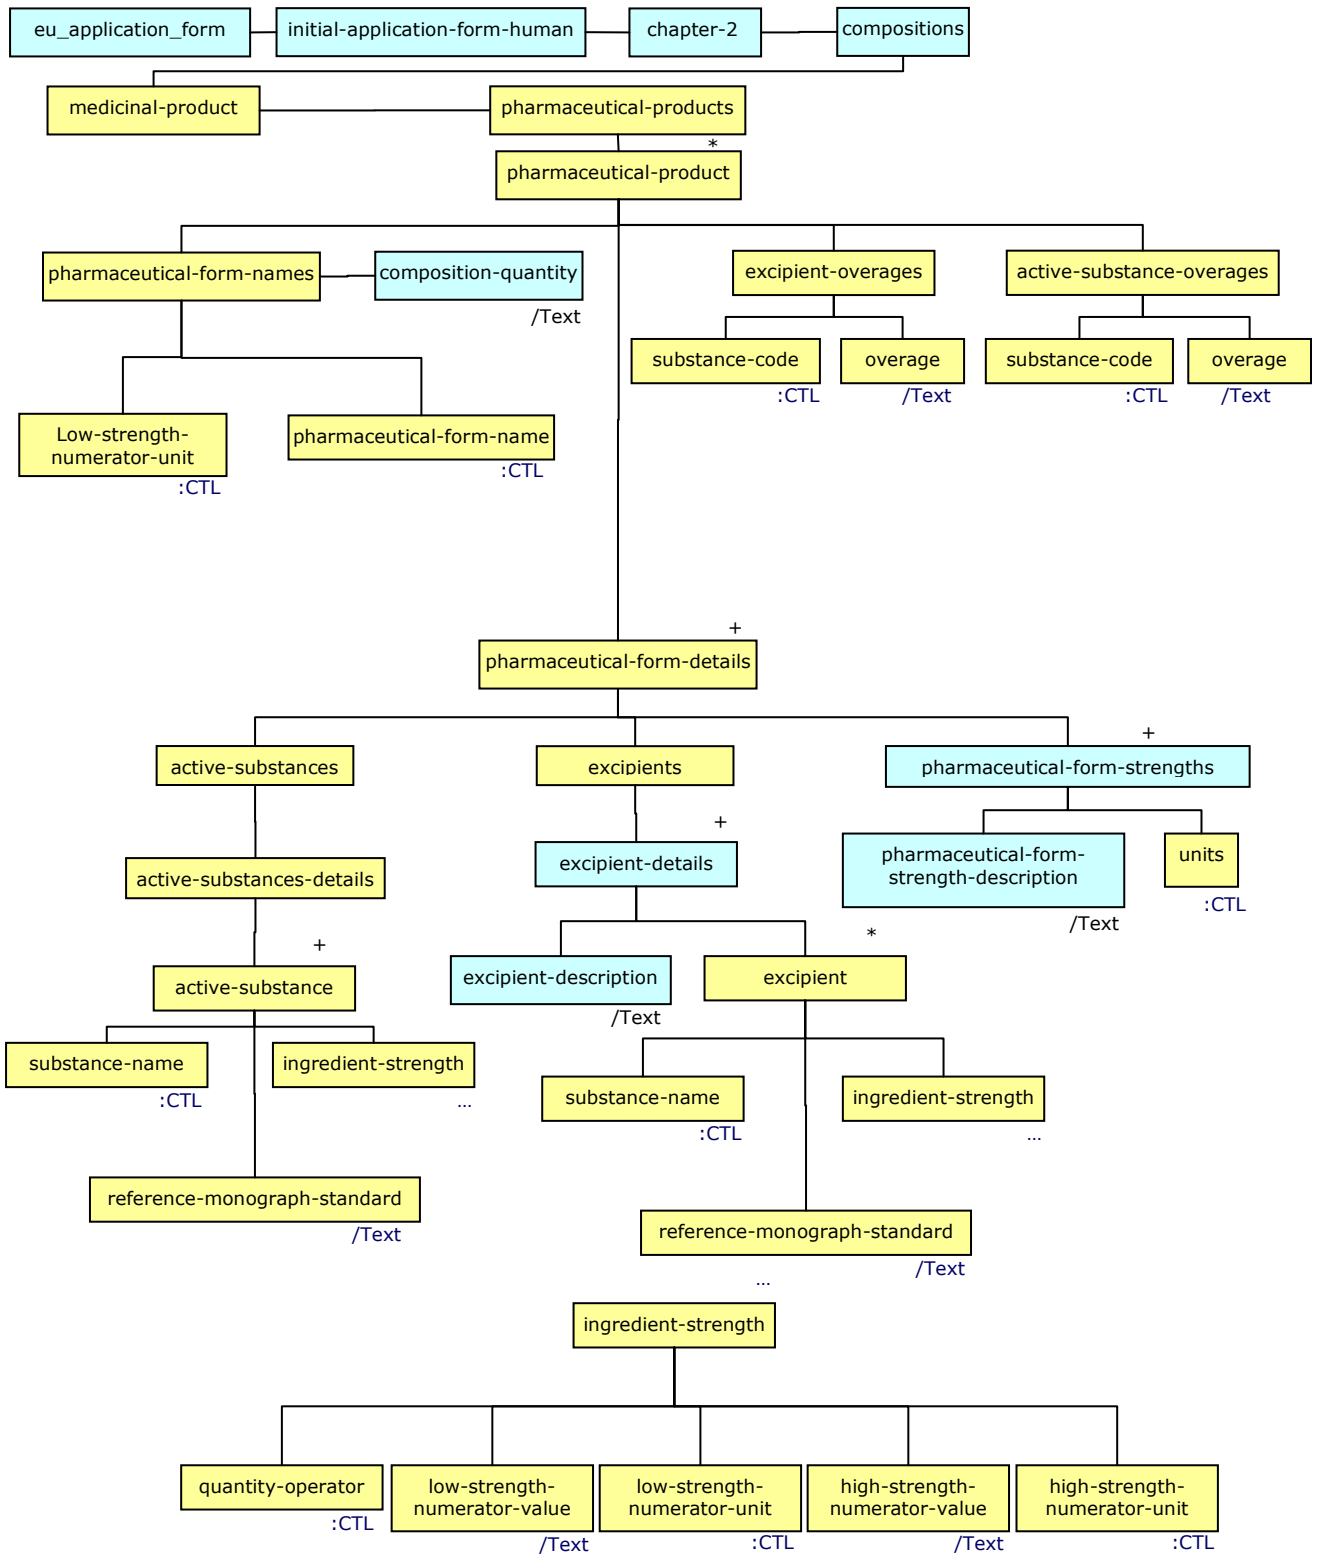 eu_application_form
initial-application-form-human
chapter-2
compositions
medicinal-product
pharmaceutical-products
*
pharmaceutical-product
pharmaceutical-form-names
composition-quantity
/Text
excipient-overages
active-substance-overages
substance-code
:CTL
overage
/Text
substance-code
:CTL
overage
/Text
Low-strength-
numerator-unit
:CTL
pharmaceutical-form-name
:CTL
+
pharmaceutical-form-details
active-substances
excipients
+
pharmaceutical-form-strengths
active-substances-details
+
excipient-details
pharmaceutical-form-
strength-description
/Text
units
:CTL
+
active-substance
excipient-description
/Text
*
excipient
substance-name
:CTL
ingredient-strength
...
substance-name
:CTL
ingredient-strength
...
reference-monograph-standard
/Text
reference-monograph-standard
/Text
...
ingredient-strength
quantity-operator
:CTL
low-strength-
numerator-value
/Text
low-strength-
numerator-unit
:CTL
high-strength-
numerator-value
/Text
high-strength-
numerator-unit
:CTL